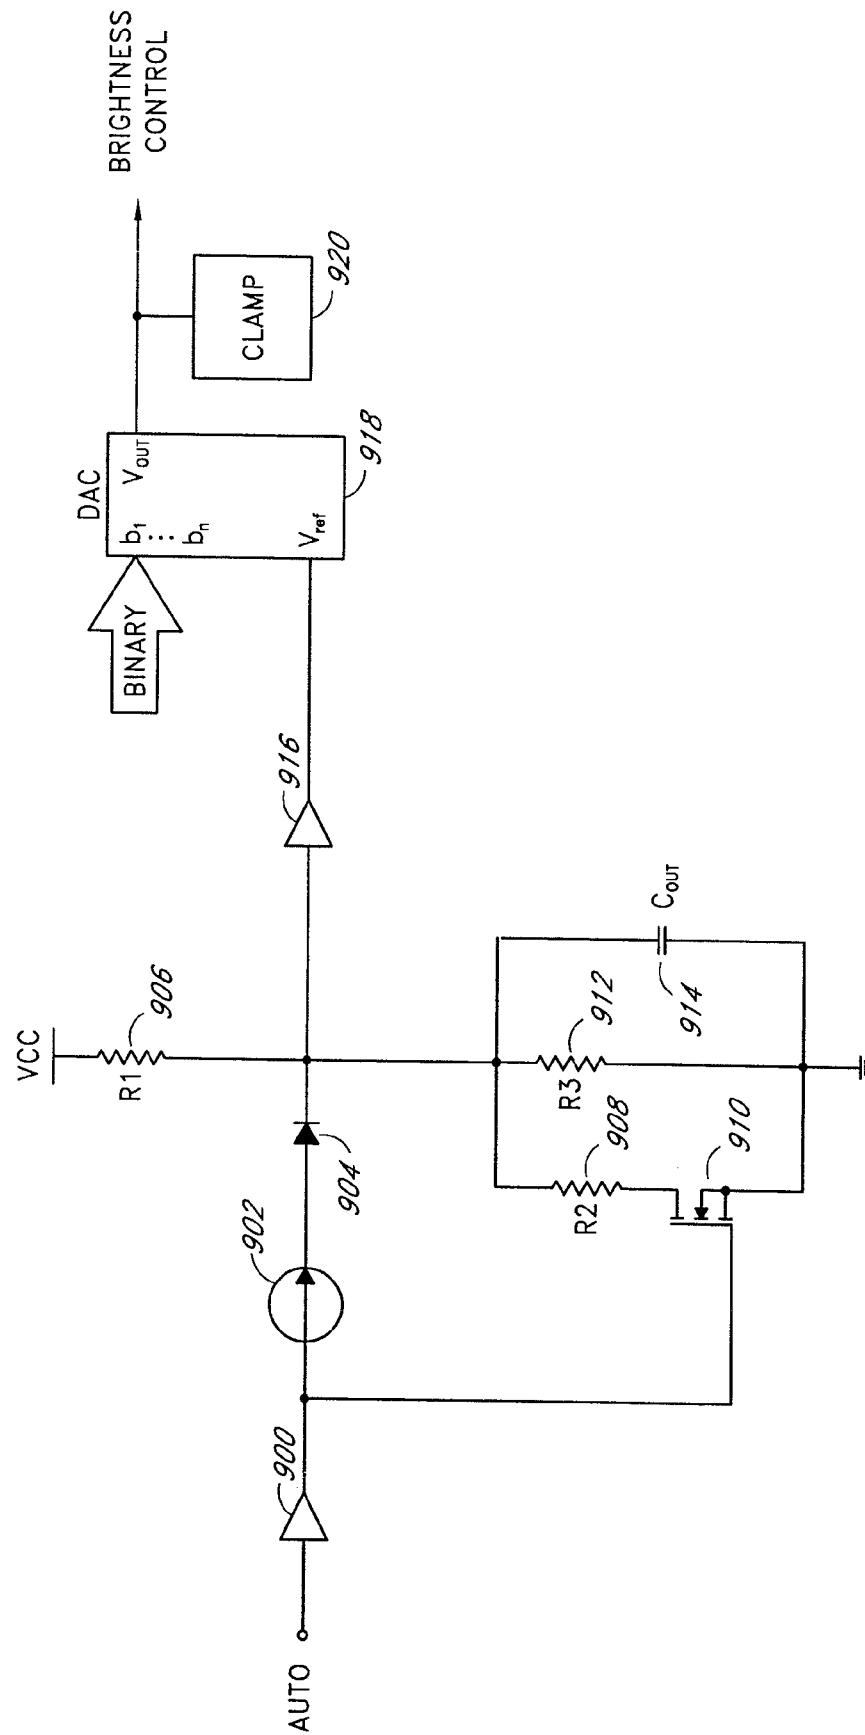 BRIGHTNESS
CONTROL
CLAMP
920
DAC
b1
VOUT
bn
Vref
918
BINARY
916
VCC
R1
906
904
902
900
AUTO
R2
908
910
R3
912
COUT
914